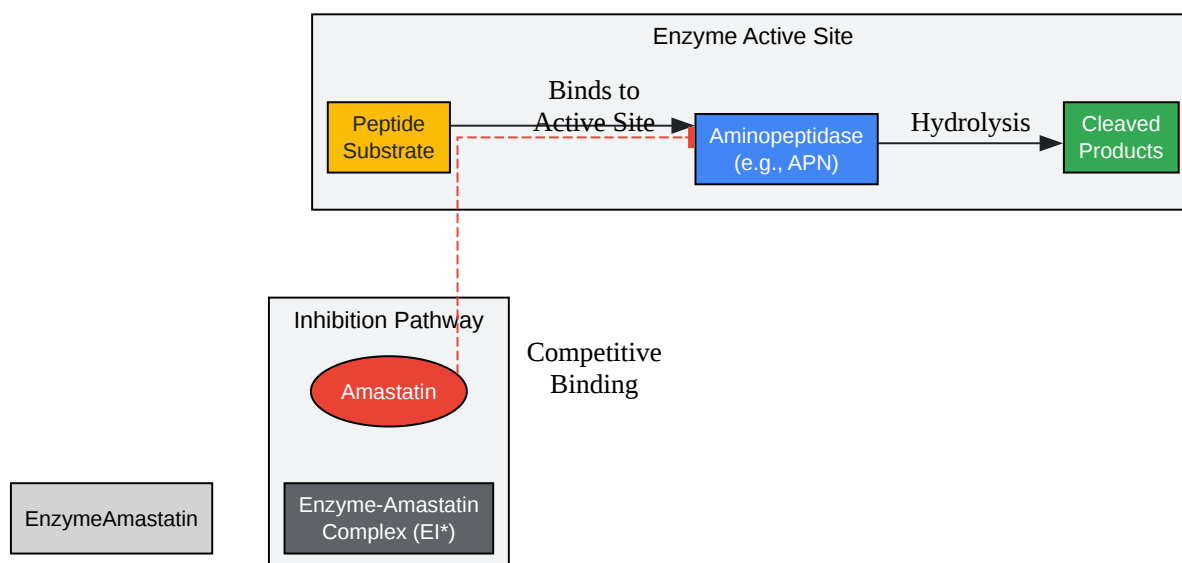 Enzyme Active Site
Binds to
Active Site
Peptide
Substrate
Aminopeptidase
(e.g., APN)
Hydrolysis
Cleaved
Products
Inhibition Pathway
Competitive
Binding
Amastatin
EnzymeAmastatin
Enzyme-Amastatin
Complex (EI*)